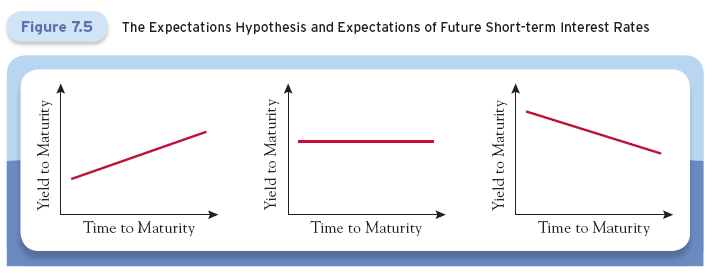 Figure 7.5 The Expectations Hypothesis and Expectations of Future Short-term Interest Rates
Yield to Maturity
Time to Maturity
Yield to Maturity
Time to Maturity
Yield to Maturity
Time to Maturity